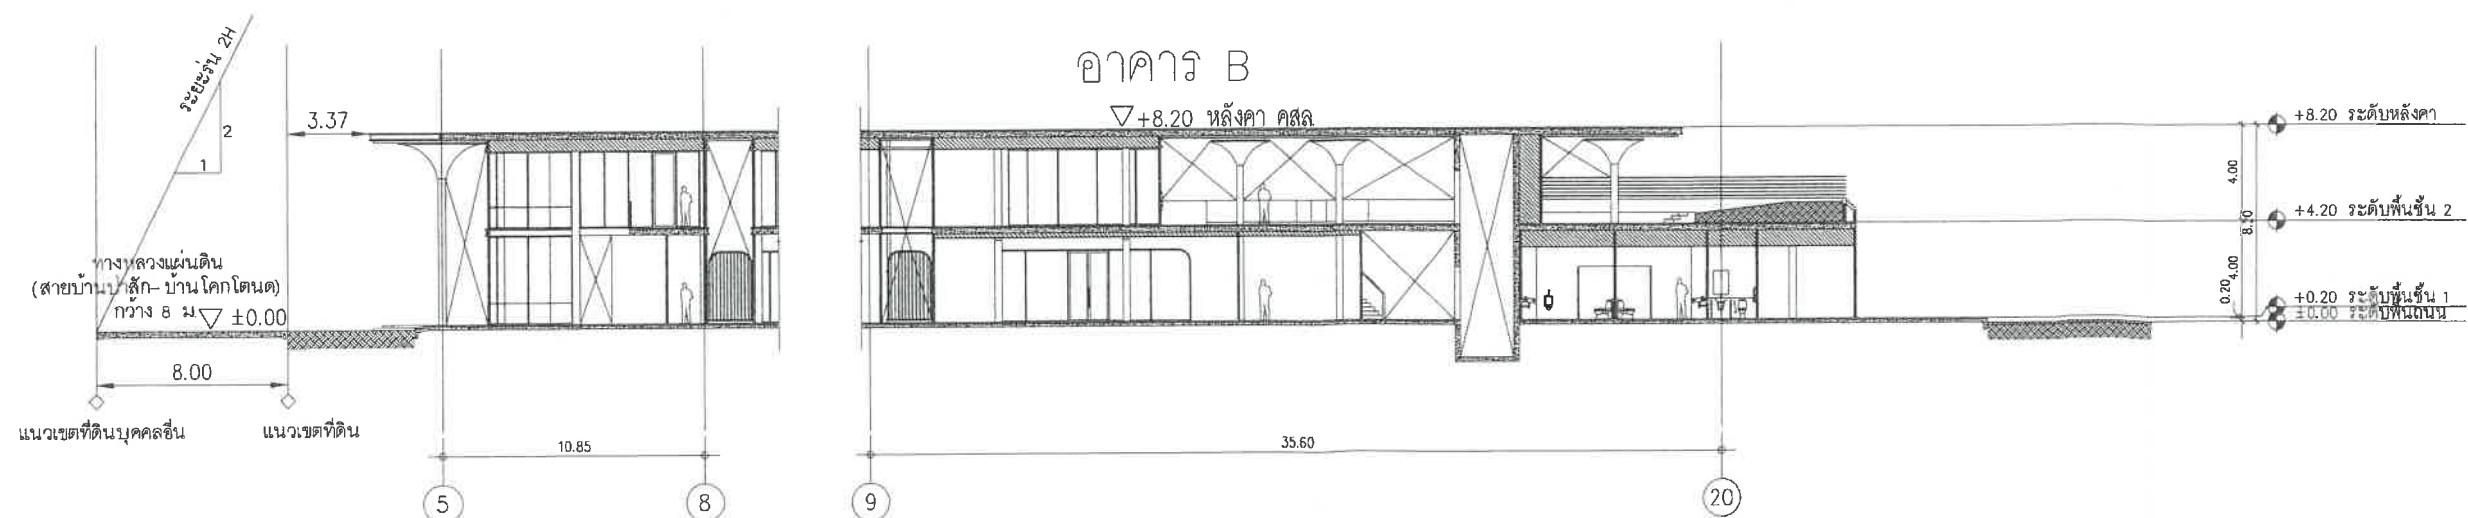 อาคาร B
ระยะร่น 2H
2
1
3.37
+8.20 หลังคา คสล
+8.20 ระดับหลังคา
4.00
+4.20 ระดับพื้นชั้น 2
8.20
4.00
0.20
+0.20 ระดับพื้นชั้น 1
±0.00 ระดับพื้นถนน
ทางหลวงแผ่นดิน
(สายบ้านป่าสัก-บ้านโคกโตนด)
กว้าง 8 ม. ±0.00
8.00
แนวเขตที่ดินบุคคลอื่น
แนวเขตที่ดิน
10.85
35.60
5
8
9
20